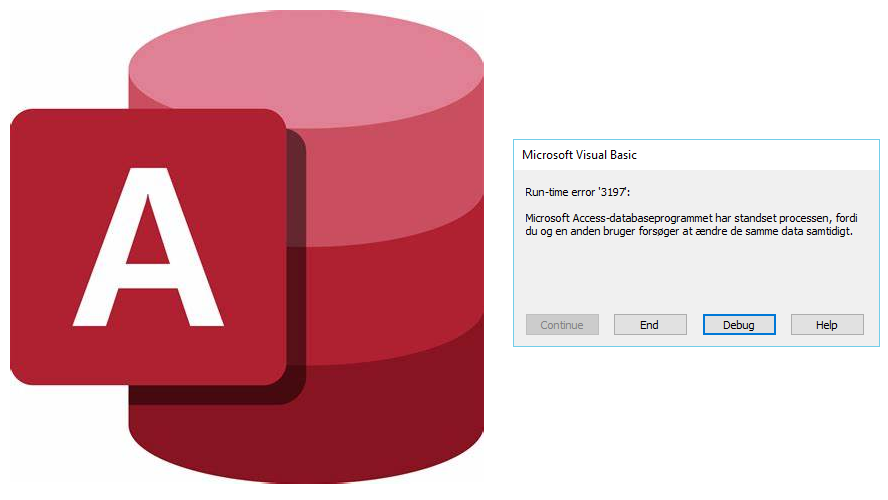 A
Microsoft Visual Basic
Run-time error '3197':
Microsoft Access-databaseprogrammet har standset processen, fordi
du og en anden bruger forsøger at ændre de samme data samtidigt.
Continue
End
Debug
Help